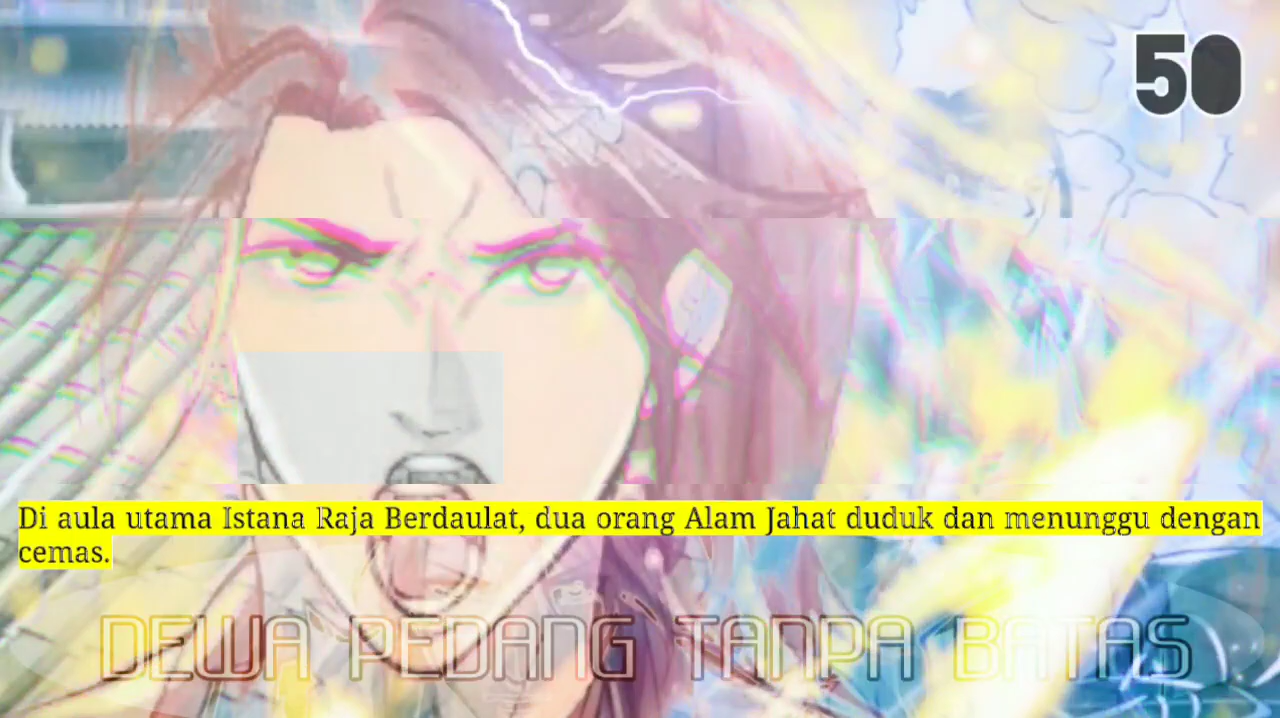 50
Di aula utama Istana Raja Berdaulat, dua orang Alam Jahat duduk dan menunggu dengan
cemas.
DEWA PEDANG TANPA BATAS